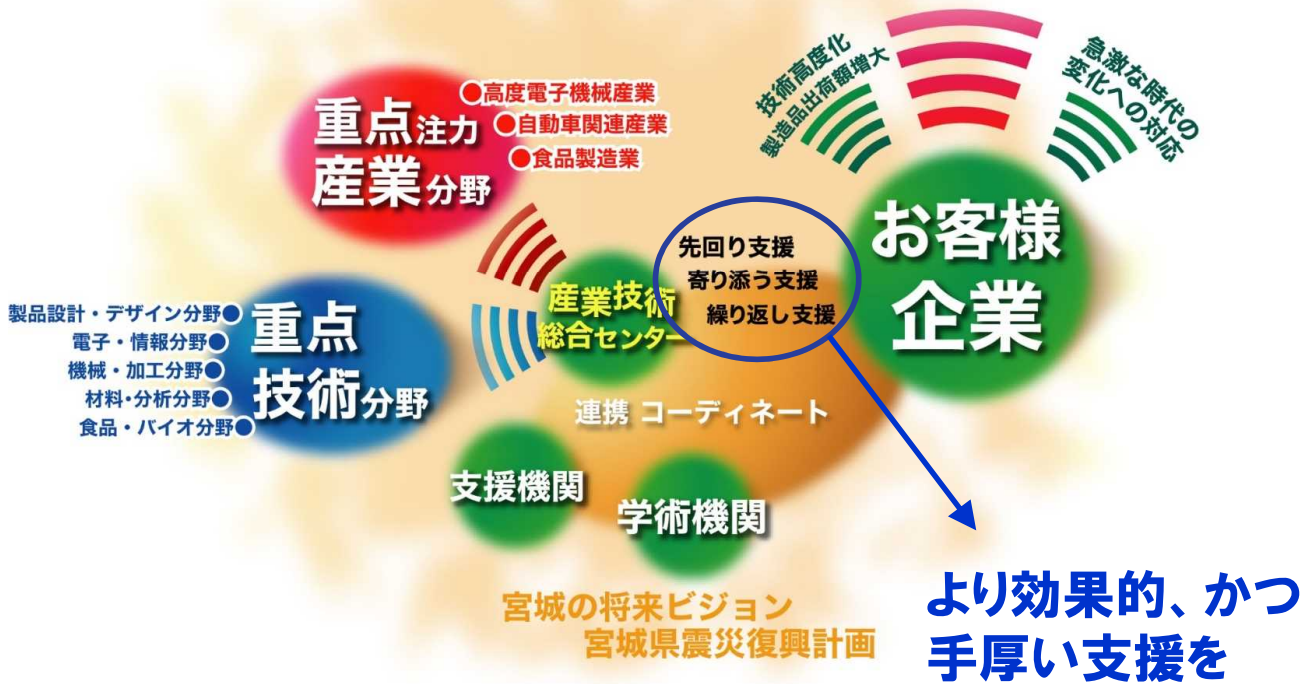 技術高度化
製造品出荷額増大
急激な時代の
変化への対応
重点注力
産業分野
●高度電子機械産業
●自動車関連産業
●食品製造業
お客様
企業
先回り支援
寄り添う支援
繰り返し支援
産業技術
総合センター
製品設計・デザイン分野●
電子・情報分野●
機械・加工分野●
材料・分析分野●
食品・バイオ分野●
重点
技術分野
連携 コーディネート
支援機関
学術機関
宮城の将来ビジョン
宮城県震災復興計画
より効果的、かつ
手厚い支援を